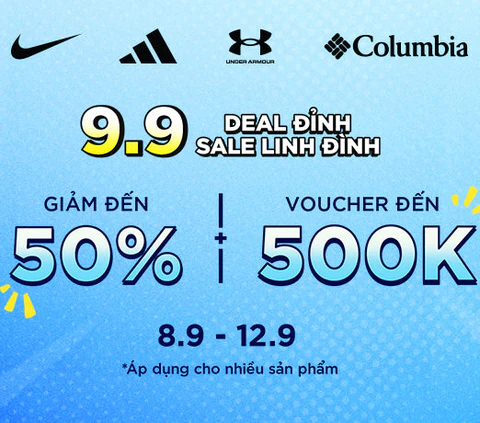 UNDER ARMOUR
Columbia
9.9
DEAL ĐỈNH
SALE LINH ĐÌNH
GIẢM ĐẾN
50%
+
VOUCHER ĐẾN
500K
8.9 - 12.9
*Áp dụng cho nhiều sản phẩm